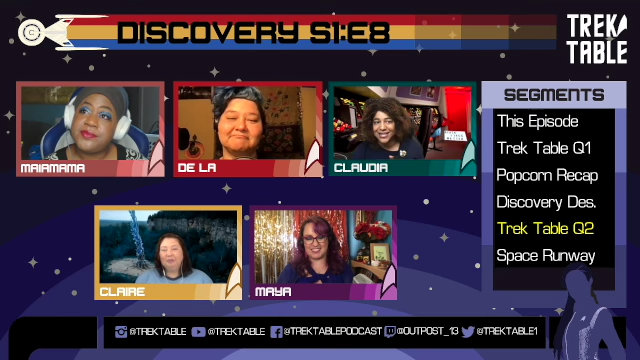 DISCOVERY S1:E8
TREK
TABLE
SEGMENTS
This Episode
Trek Table Q1
Popcorn Recap
Discovery Des.
Trek Table Q2
Space Runway
MAIAMAMA
DE LA
CLAUDIA
CLAIRE
MAYA
@TREKTABLE @TREKTABLE @TREKTABLEPODCAST @OUTPOST_13 @TREKTABLE1